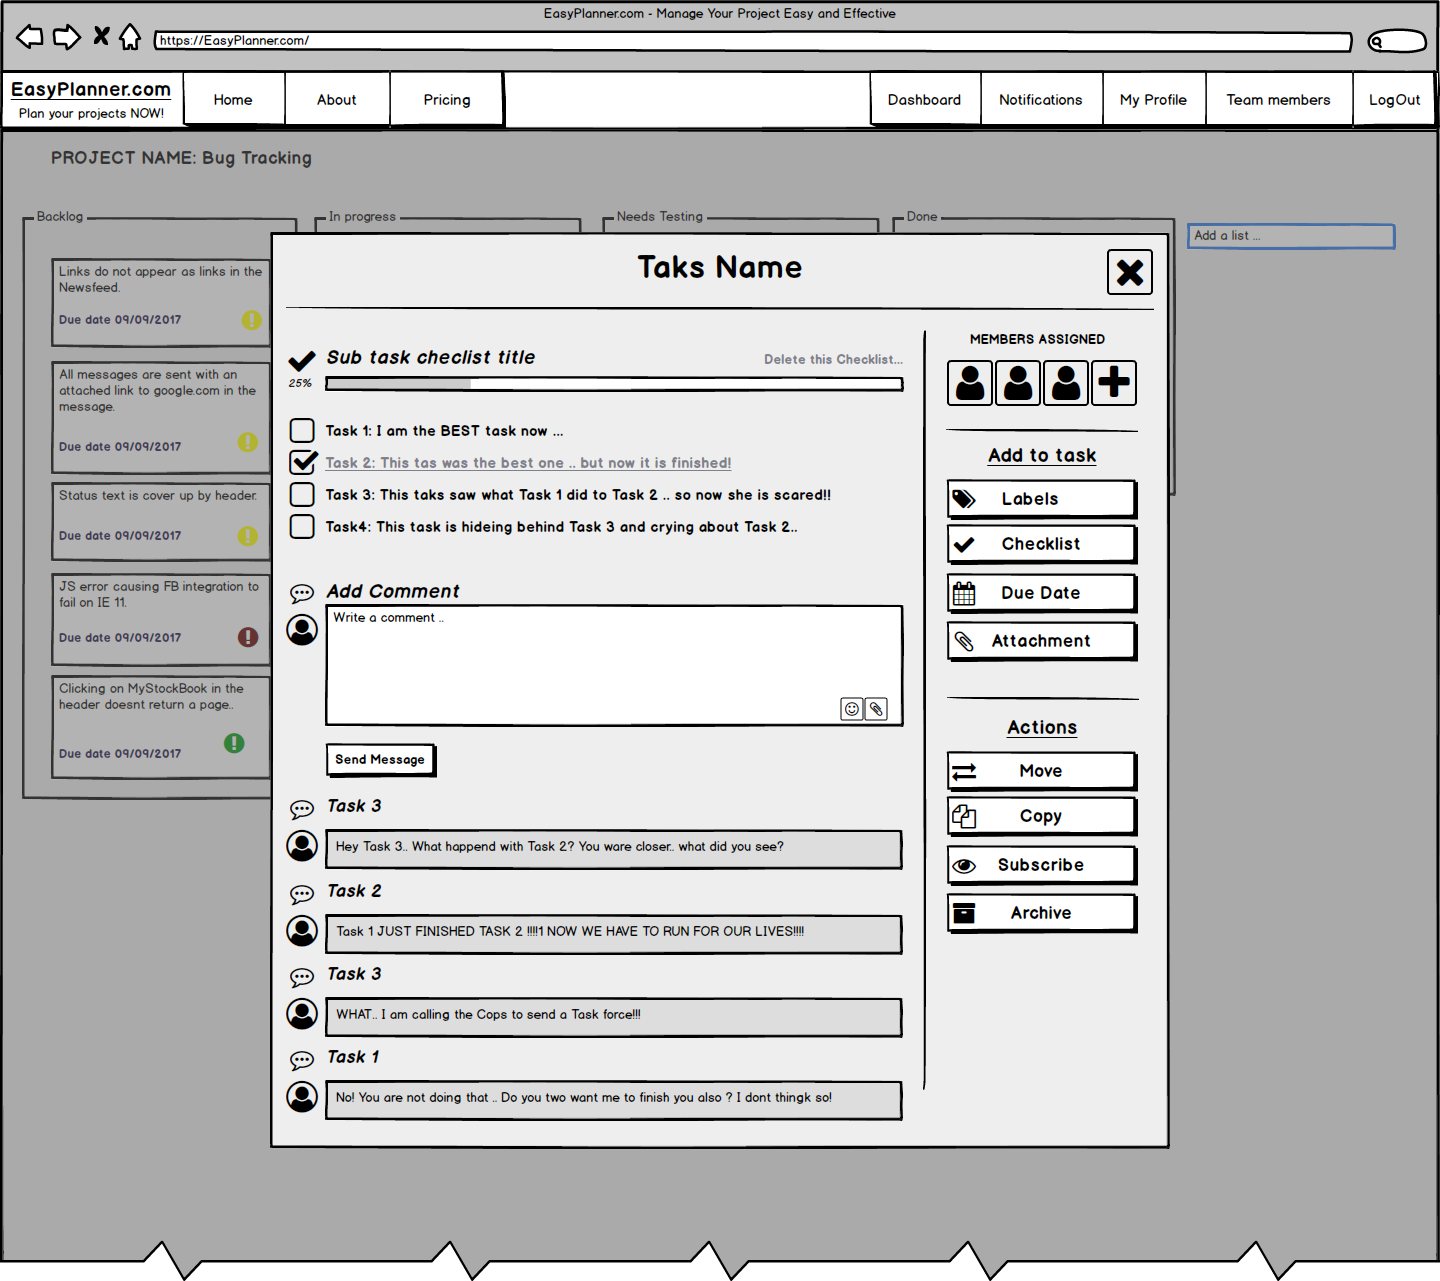 EasyPlanner.com - Manage Your Project Easy and Effective
https://EasyPlanner.com/
EasyPlanner.com
Plan your projects NOW!
Home
About
Pricing
Dashboard
Notifications
My Profile
Team members
LogOut
PROJECT NAME: Bug Tracking
Backlog
In progress
Needs Testing
Done
Add a list ...
Links do not appear as links in the
Newsfeed.
Due date 09/09/2017
All messages are sent with an
attached link to google.com in the
message.
Due date 09/09/2017
Status text is cover up by header.
Due date 09/09/2017
JS error causing FB integration to
fail on IE 11.
Due date 09/09/2017
Clicking on MyStockBook in the
header doesnt return a page..
Due date 09/09/2017
Taks Name
Sub task checlist title
Delete this Checklist...
25%
Task 1: I am the BEST task now ...
Task 2: This tas was the best one .. but now it is finished!
Task 3: This taks saw what Task 1 did to Task 2 .. so now she is scared!!
Task4: This task is hideing behind Task 3 and crying about Task 2..
Add Comment
Write a comment ..
Send Message
Task 3
Hey Task 3.. What happend with Task 2? You ware closer.. what did you see?
Task 2
Task 1 JUST FINISHED TASK 2 !!!!1 NOW WE HAVE TO RUN FOR OUR LIVES!!!!
Task 3
WHAT.. I am calling the Cops to send a Task force!!!
Task 1
No! You are not doing that .. Do you two want me to finish you also ? I dont thingk so!
MEMBERS ASSIGNED
Add to task
Labels
Checklist
Due Date
Attachment
Actions
Move
Copy
Subscribe
Archive